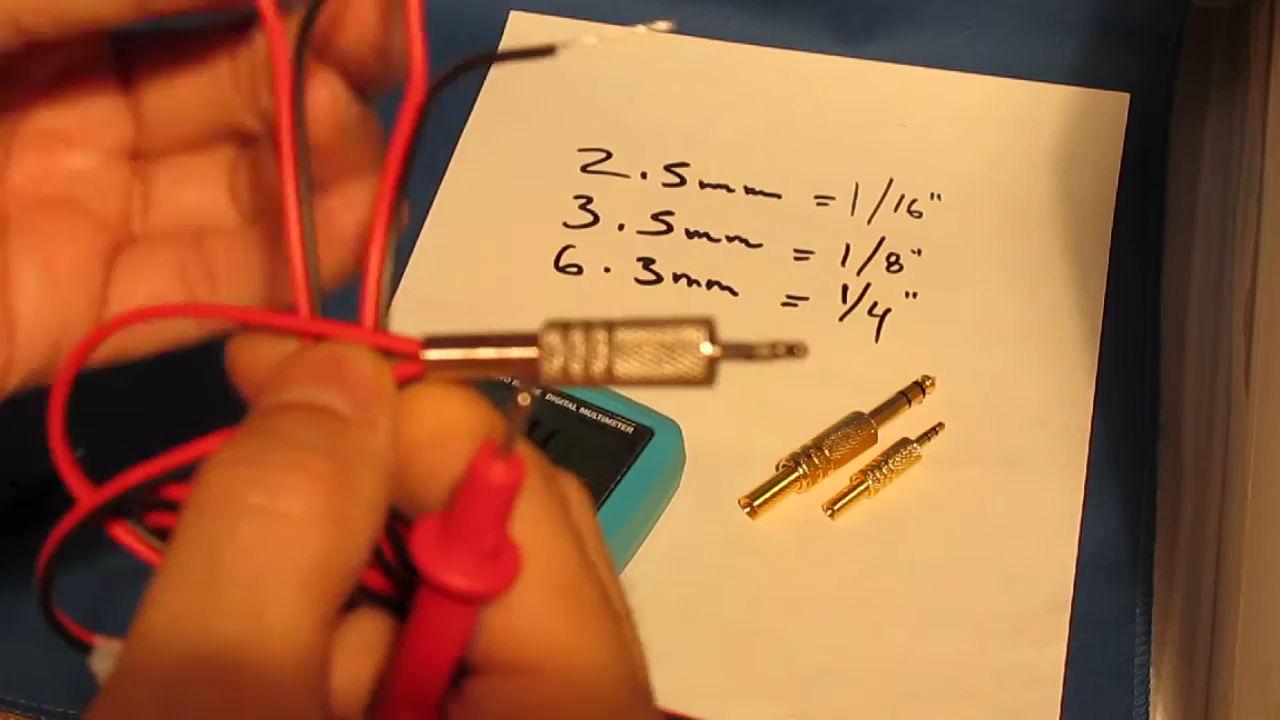 2.5mm = 1/16"
3.5mm = 1/8"
6.3mm = 1/4"
DIGITAL MULTIMETER